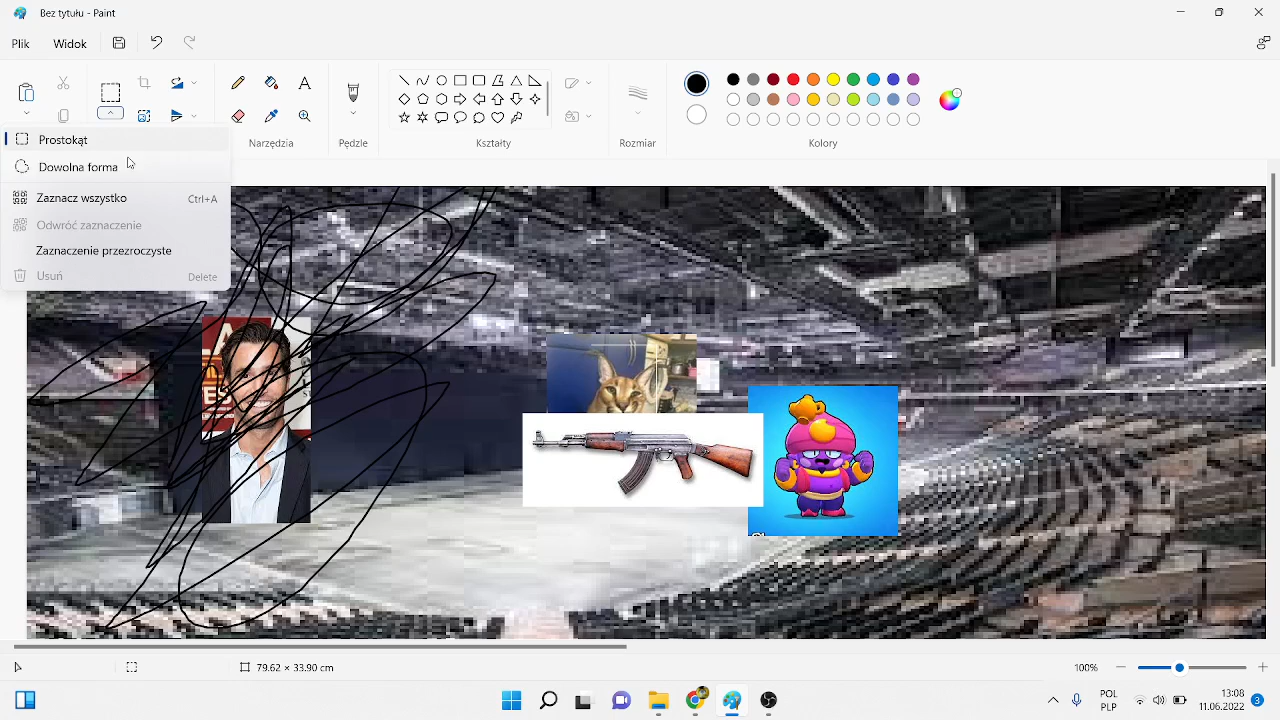 Bez tytułu - Paint
Plik
Widok
Narzędzia
Pędzle
Kształty
Rozmiar
Kolory
Prostokąt
Dowolna forma
Zaznacz wszystko Ctrl+A
Odwróć zaznaczenie
Zaznaczenie przezroczyste
Usuń Delete
79.62 × 33.90 cm
100%
POL
PLP
13:08
11.06.2022
3